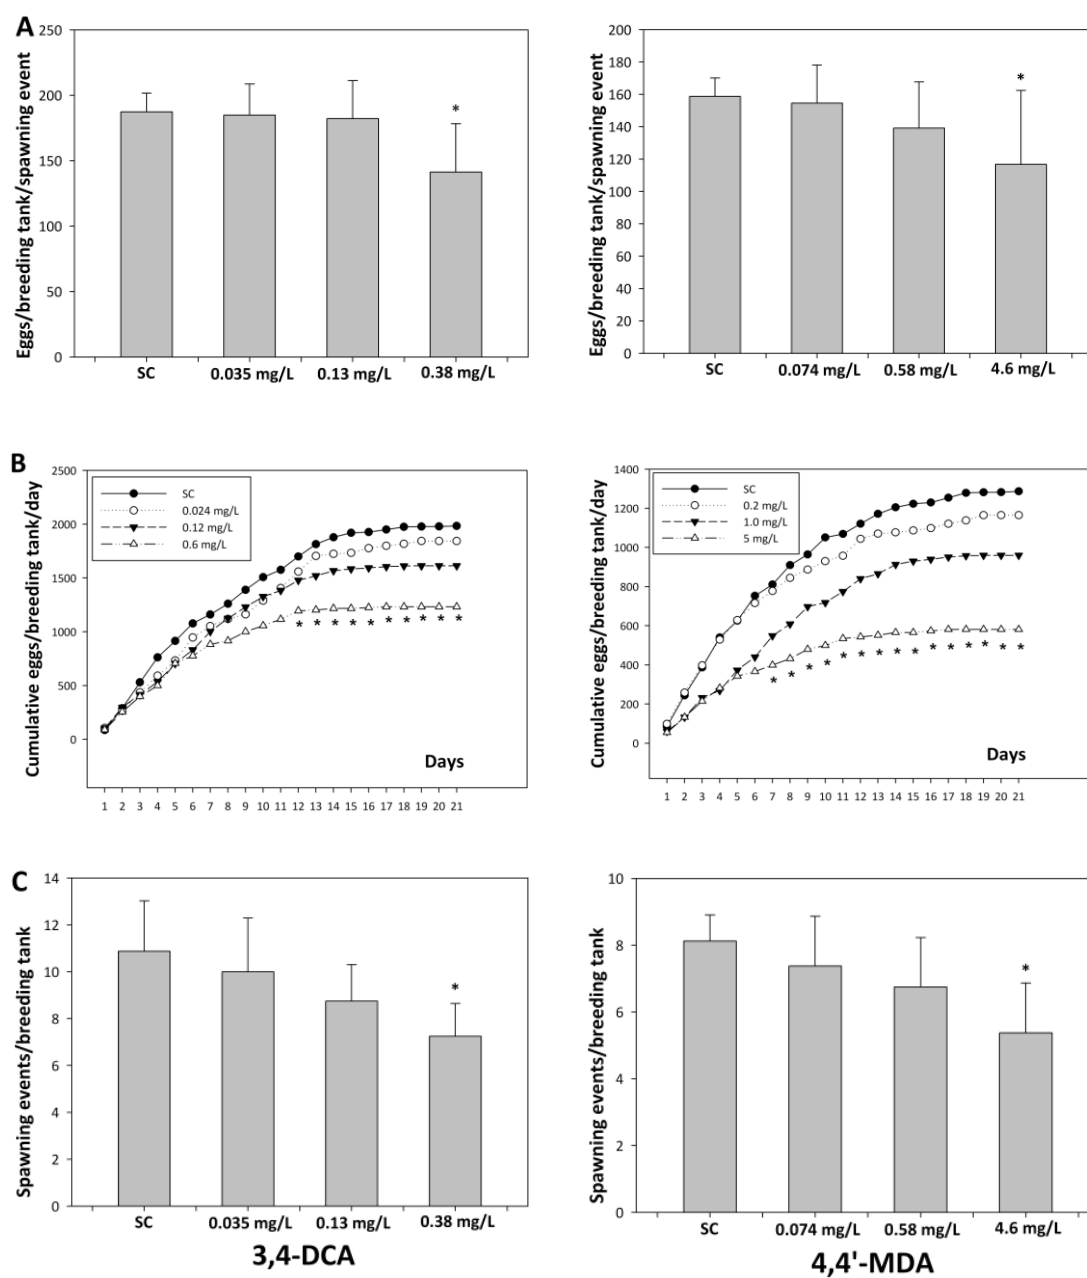 A
Eggs/breeding tank/spawning event
250
200
150
100
50
0
*
SC
0.035 mg/L
0.13 mg/L
0.38 mg/L
Eggs/breeding tank/spawning event
200
180
160
140
120
100
80
60
40
20
0
*
SC
0.074 mg/L
0.58 mg/L
4.6 mg/L
B
Cumulative eggs/breeding tank/day
2500
2000
1500
1000
500
0
SC
0.024 mg/L
0.12 mg/L
0.6 mg/L
* * * * * * * * * *
Days
1 2 3 4 5 6 7 8 9 10 11 12 13 14 15 16 17 18 19 20 21
Cumulative eggs/breeding tank/day
1400
1200
1000
800
600
400
200
0
SC
0.2 mg/L
1.0 mg/L
5 mg/L
* * * * * * * * * * * * * * *
Days
1 2 3 4 5 6 7 8 9 10 11 12 13 14 15 16 17 18 19 20 21
C
Spawning events/breeding tank
14
12
10
8
6
4
2
0
*
SC
0.035 mg/L
0.13 mg/L
0.38 mg/L
3,4-DCA
Spawning events/breeding tank
10
8
6
4
2
0
*
SC
0.074 mg/L
0.58 mg/L
4.6 mg/L
4,4'-MDA